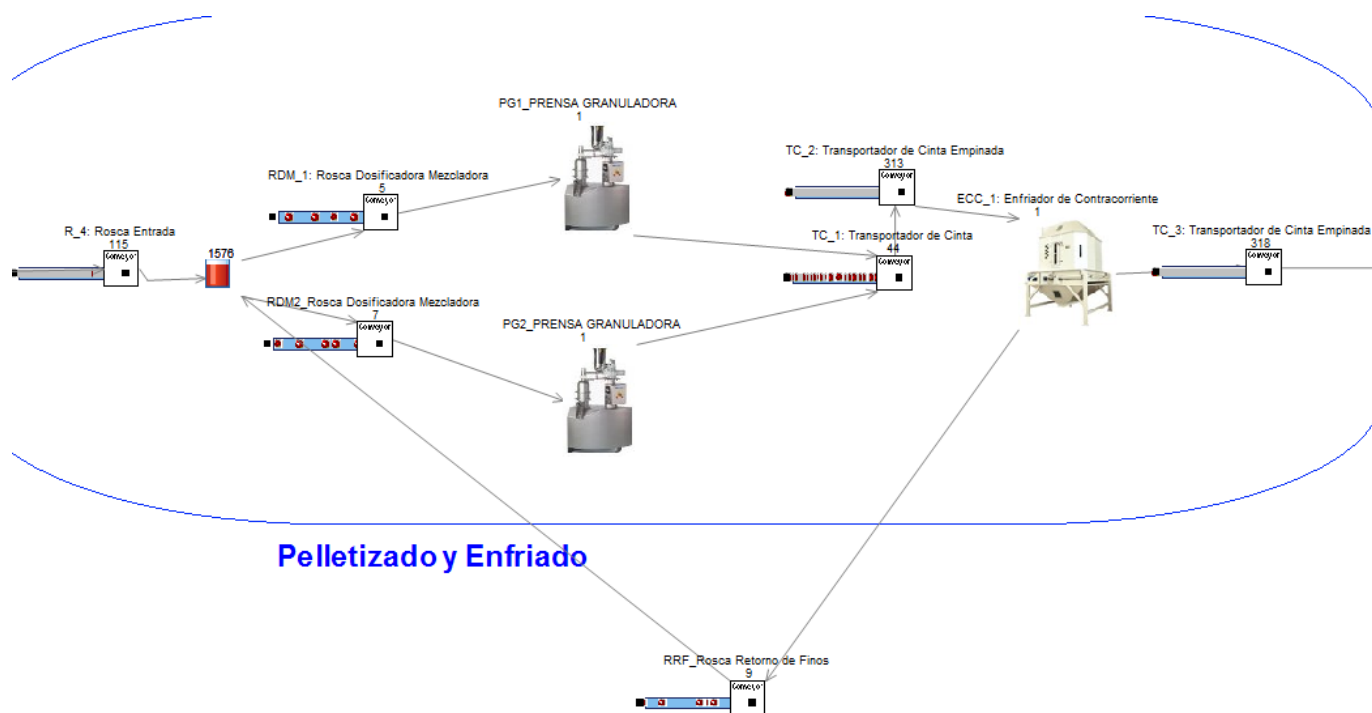 PG1_PRENSA GRANULADORA
1
TC_2: Transportador de Cinta Empinada
313
Conveyor
RDM_1: Rosca Dosificadora Mezcladora
5
Conveyor
ECC_1: Enfriador de Contracorriente
1
R_4: Rosca Entrada
115
Conveyor
1576
TC_1: Transportador de Cinta
44
Conveyor
TC_3: Transportador de Cinta Empinada
318
Conveyor
RDM2_Rosca Dosificadora Mezcladora
7
Conveyor
PG2_PRENSA GRANULADORA
1
Pelletizado y Enfriado
RRF_Rosca Retorno de Finos
9
Conveyor